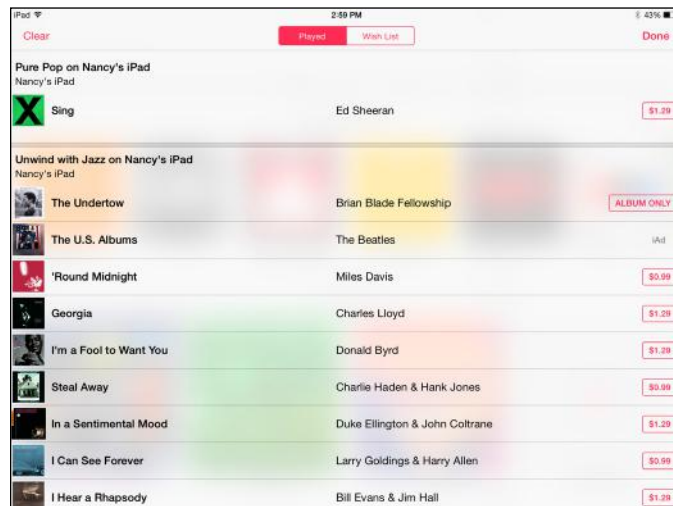 iPad 2:59 PM 43%
Clear Played Wish List Done
Pure Pop on Nancy's iPad
Nancy's iPad
X Sing Ed Sheeran $1.29
Unwind with Jazz on Nancy's iPad
Nancy's iPad
The Undertow Brian Blade Fellowship ALBUM ONLY
The U.S. Albums The Beatles iAd
'Round Midnight Miles Davis $0.99
Georgia Charles Lloyd $1.29
I'm a Fool to Want You Donald Byrd $1.29
Steal Away Charlie Haden & Hank Jones $0.99
In a Sentimental Mood Duke Ellington & John Coltrane $1.29
I Can See Forever Larry Goldings & Harry Allen $0.99
I Hear a Rhapsody Bill Evans & Jim Hall $1.29